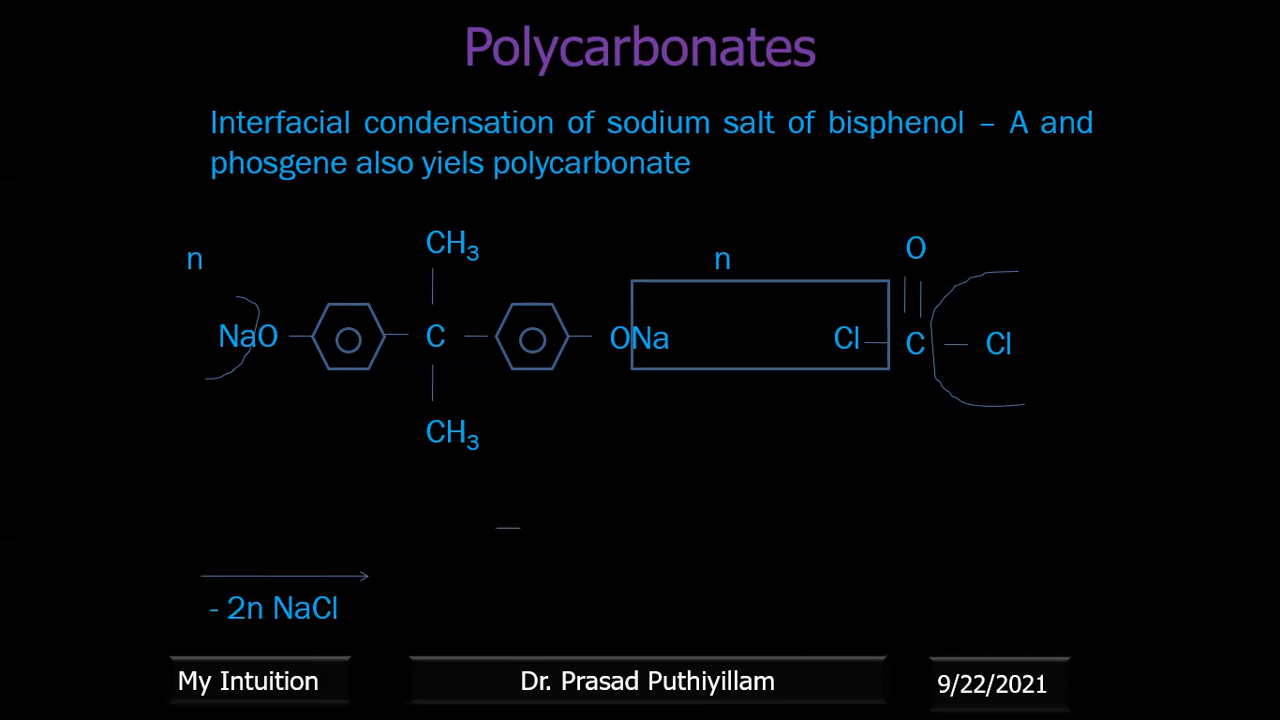 Polycarbonates
Interfacial condensation of sodium salt of bisphenol – A and
phosgene also yiels polycarbonate
CH3
O
n
n
NaO
C
ONa
Cl
C
Cl
CH3
- 2n NaCl
My Intuition
Dr. Prasad Puthiyillam
9/22/2021